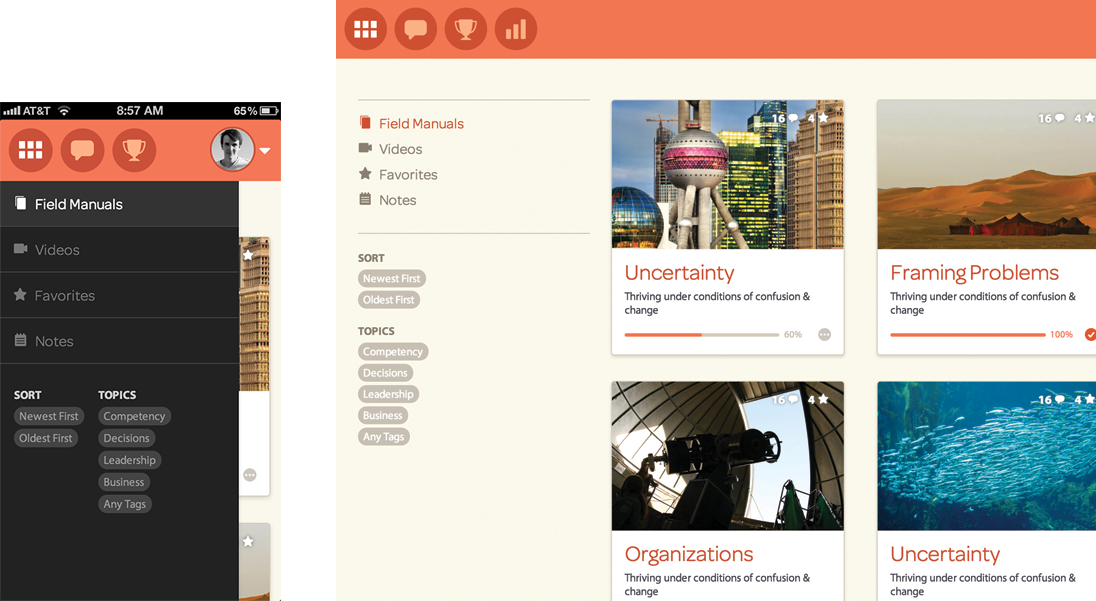 AT&T 8:57 AM 65%
Field Manuals
Videos
Favorites
Notes
SORT TOPICS
Newest First Competency
Oldest First Decisions
Leadership
Business
Any Tags
Field Manuals
Videos
Favorites
Notes
SORT
Newest First
Oldest First
TOPICS
Competency
Decisions
Leadership
Business
Any Tags
16 4
Uncertainty
Thriving under conditions of confusion &
change
60%
16 4
Framing Problems
Thriving under conditions of confusion &
change
100%
16 4
Organizations
Thriving under conditions of confusion &
change
16 4
Uncertainty
Thriving under conditions of confusion &
change